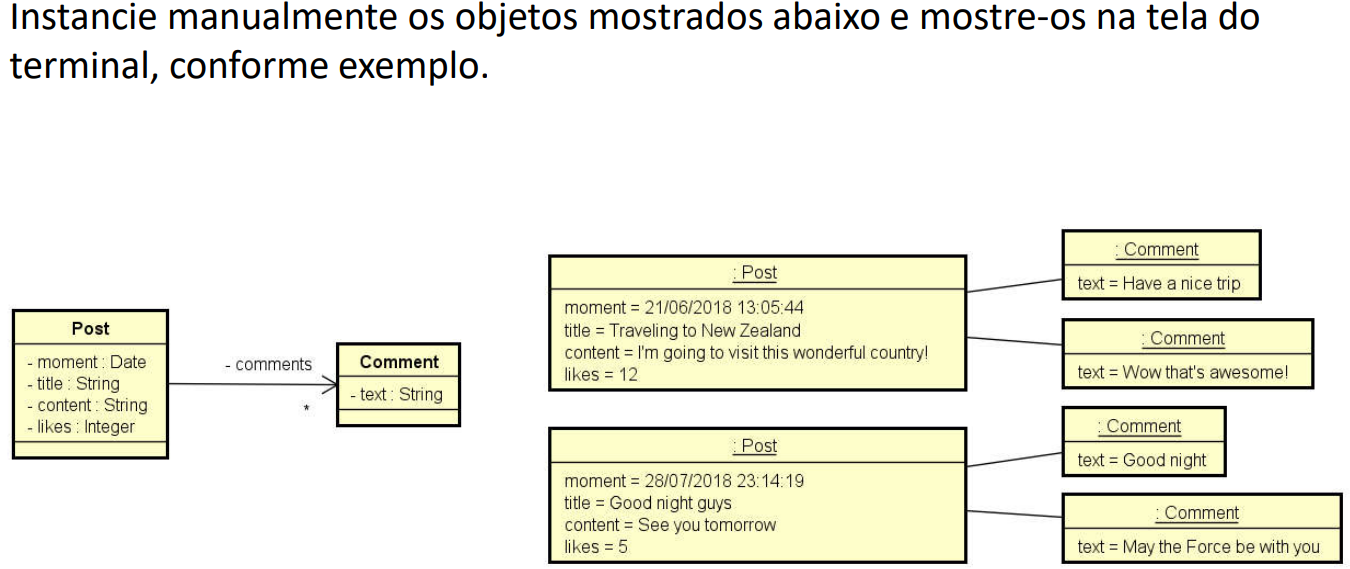 Instancie manualmente os objetos mostrados abaixo e mostre-os na tela do
terminal, conforme exemplo.
Post
- moment : Date
- title : String
- content : String
- likes : Integer
- comments
*
Comment
- text : String
: Post
moment = 21/06/2018 13:05:44
title = Traveling to New Zealand
content = I'm going to visit this wonderful country!
likes = 12
: Comment
text = Have a nice trip
: Comment
text = Wow that's awesome!
: Post
moment = 28/07/2018 23:14:19
title = Good night guys
content = See you tomorrow
likes = 5
: Comment
text = Good night
: Comment
text = May the Force be with you